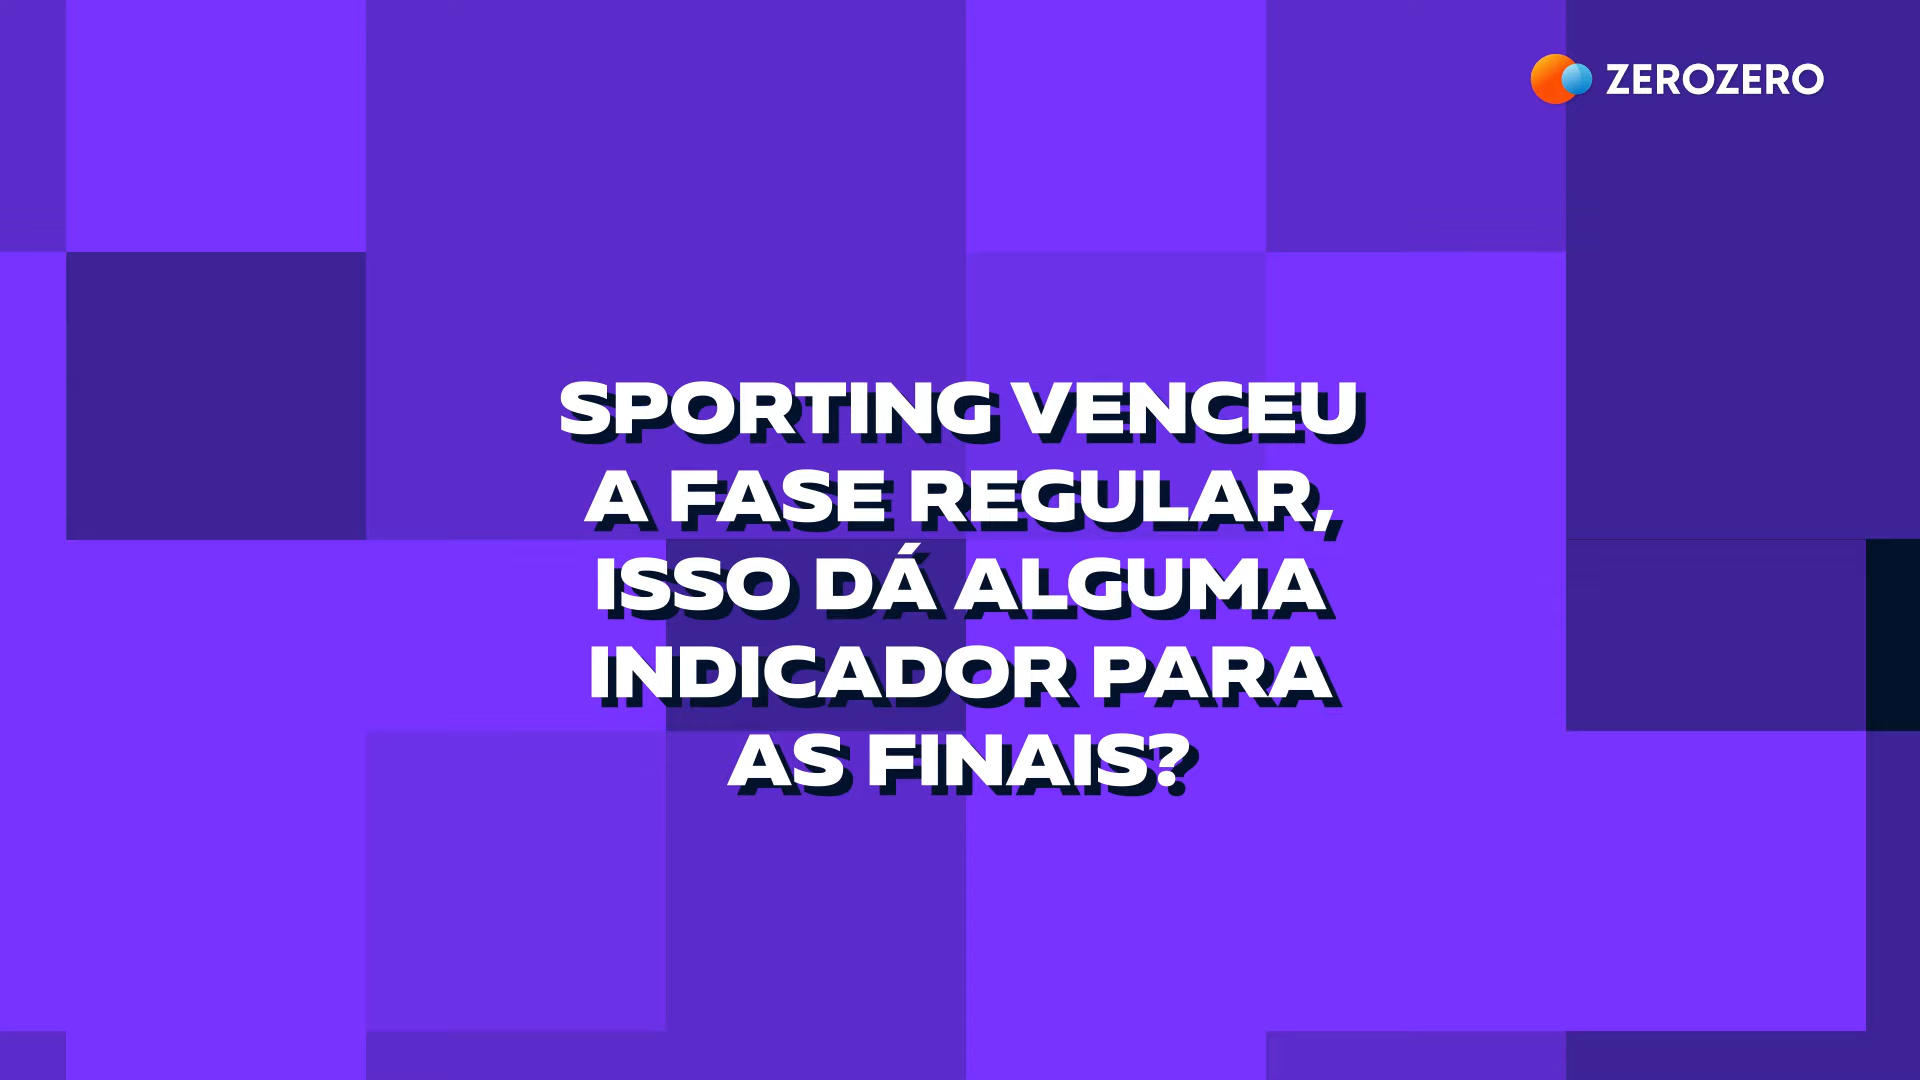 ZEROZERO
SPORTING VENCEU
A FASE REGULAR,
ISSO DÁ ALGUMA
INDICADOR PARA
AS FINAIS?